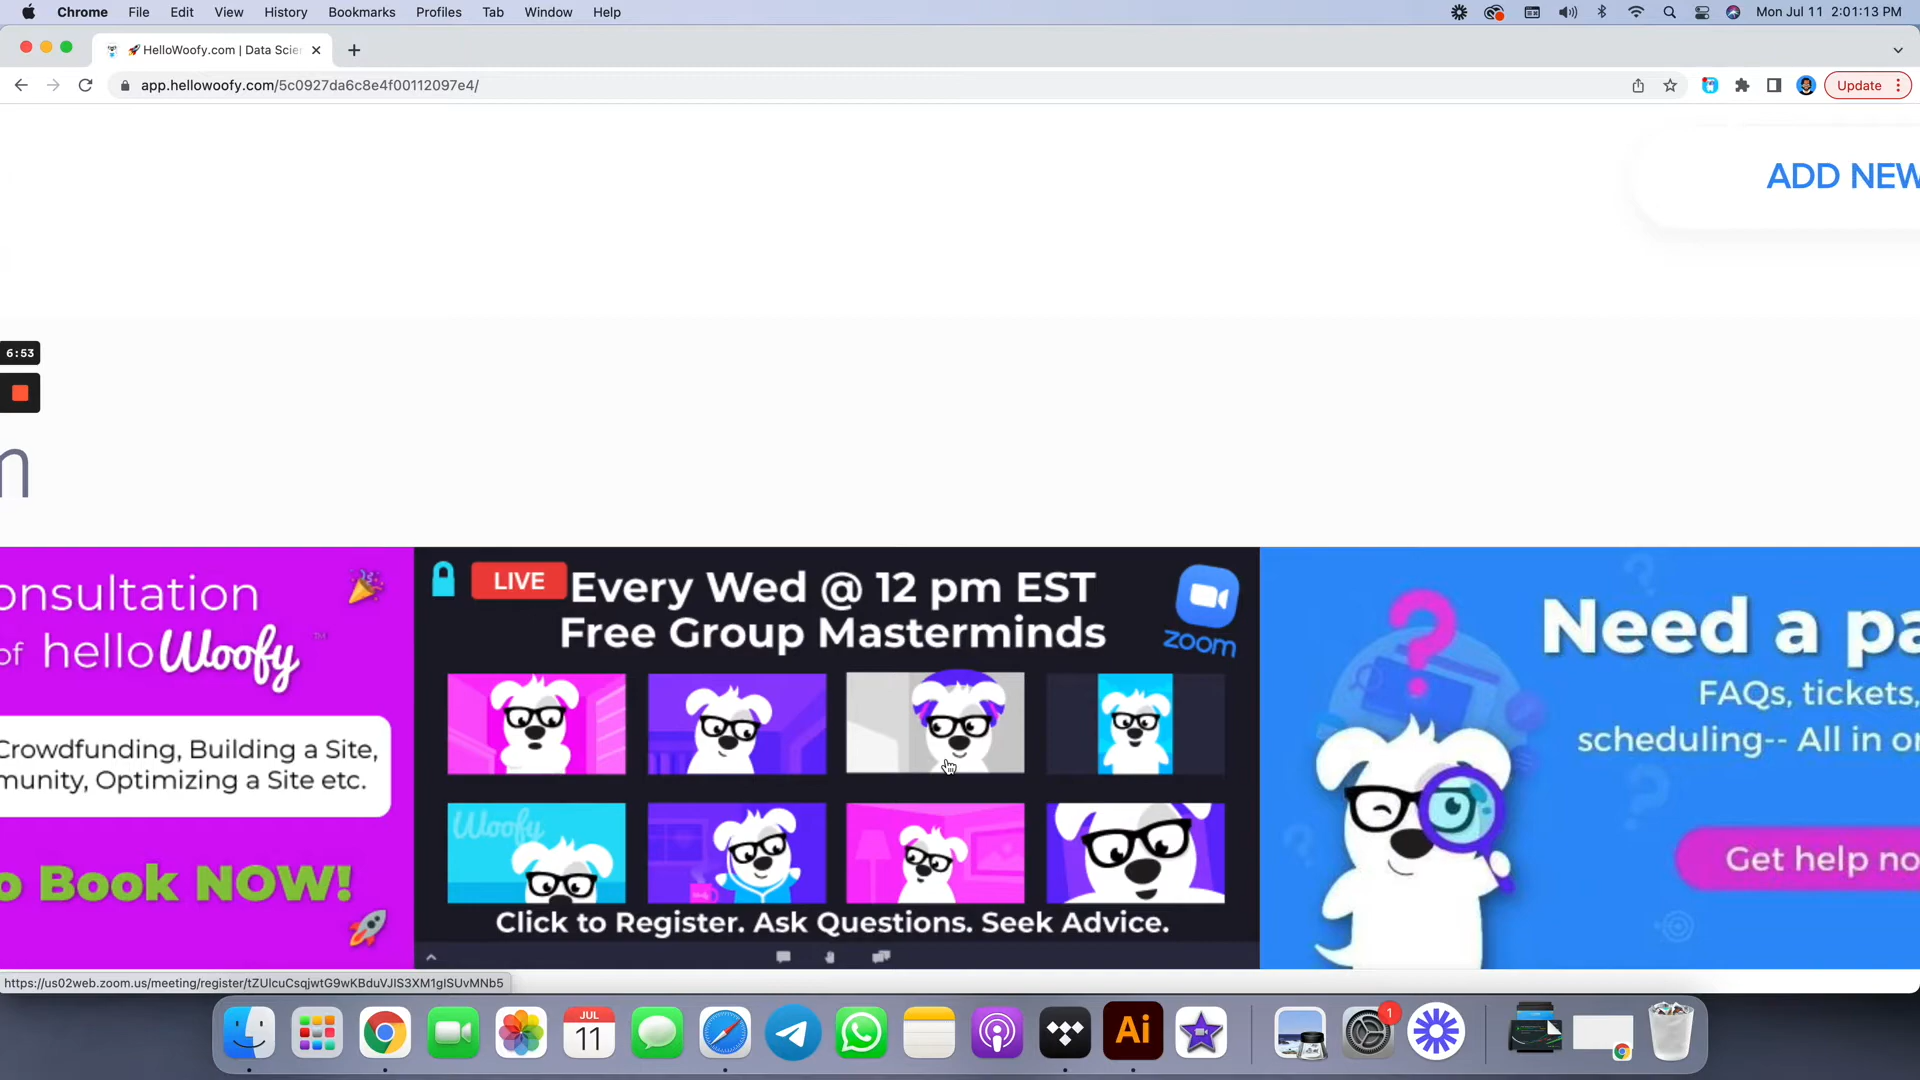 Chrome File Edit View History Bookmarks Profiles Tab Window Help Mon Jul 11 2:01:13 PM
HelloWoofy.com | Data Scie
app.hellowoofy.com/5c0927da6c8e4f00112097e4/
Update
ADD NEW
6:53
m
onsultation
of helloWoofy™
Crowdfunding, Building a Site,
munity, Optimizing a Site etc.
o Book NOW!
LIVE
Every Wed @ 12 pm EST
Free Group Masterminds
zoom
Woofy
Click to Register. Ask Questions. Seek Advice.
Need a pa
FAQs, tickets,
scheduling-- All in o
Get help no
https://us02web.zoom.us/meeting/register/tZUlcuCsqjwtG9wKBduVJIS3XM1glSUvMNb5
JUL
11
Ai
1